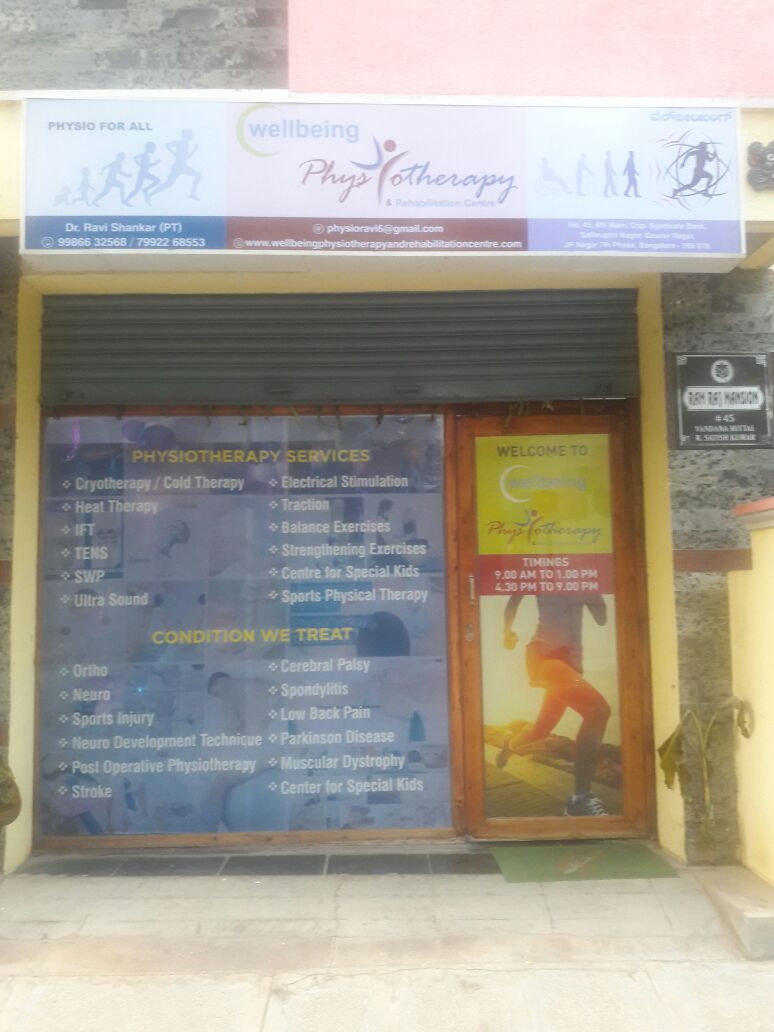 PHYSIO FOR ALL
wellbeing
Physiotherapy
& Rehabilitation Centre
ವೆಲ್‌ಬೀಯಿಂಗ್
Dr. Ravi Shankar (PT)
99866 32568 / 79922 68553
physioravi5@gmail.com
www.wellbeingphysiotherapyandrehabilitationcentre.com
No. 45, 6th Main, Opp. Syndicate Bank,
Sathrupthi Nagar, Gaurav Nagar,
JF Nagar 7th Phase, Bangalore - 560 078
RAM RAJ MANSION
# 45
VANDANA MITTAL
R. SATISH KUMAR
PHYSIOTHERAPY SERVICES
Cryotherapy / Cold Therapy
Heat Therapy
IFT
TENS
SWP
Ultra Sound
Electrical Stimulation
Traction
Balance Exercises
Strengthening Exercises
Centre for Special Kids
Sports Physical Therapy
CONDITION WE TREAT
Ortho
Neuro
Sports Injury
Neuro Development Technique
Post Operative Physiotherapy
Stroke
Cerebral Palsy
Spondylitis
Low Back Pain
Parkinson Disease
Muscular Dystrophy
Center for Special Kids
WELCOME TO
wellbeing
Physiotherapy
TIMINGS
9.00 AM TO 1.00 PM
4.30 PM TO 9.00 PM